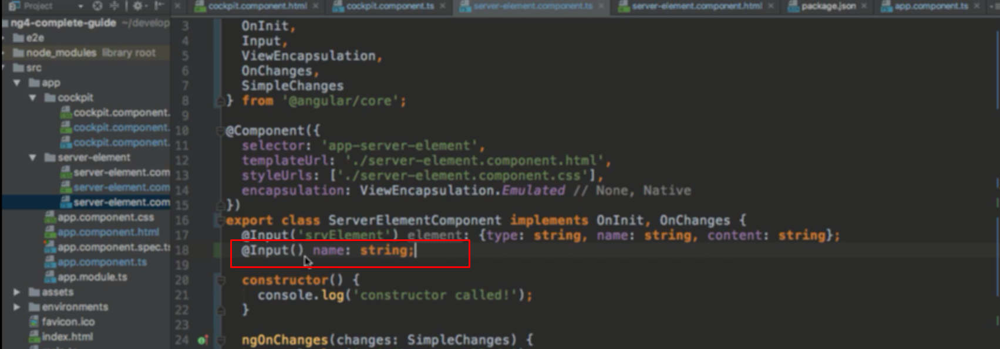 Project
cockpit.component.html
cockpit.component.ts
server-element.component.ts
server-element.component.html
package.json
app.component.ts
ng4-complete-guide ~/develop
e2e
node_modules library root
src
app
cockpit
cockpit.component.
cockpit.component.
cockpit.component.
server-element
server-element.com
server-element.com
server-element.com
app.component.css
app.component.html
app.component.spec.ts
app.component.ts
app.module.ts
assets
environments
favicon.ico
index.html
3 OnInit,
4 Input,
5 ViewEncapsulation,
6 OnChanges,
7 SimpleChanges
8 } from '@angular/core';
9
10 @Component({
11 selector: 'app-server-element',
12 templateUrl: './server-element.component.html',
13 styleUrls: ['./server-element.component.css'],
14 encapsulation: ViewEncapsulation.Emulated // None, Native
15 })
16 export class ServerElementComponent implements OnInit, OnChanges {
17 @Input('srvElement') element: {type: string, name: string, content: string};
18 @Input() name: string;
19
20 constructor() {
21 console.log('constructor called!');
22 }
23
24 ngOnChanges(changes: SimpleChanges) {